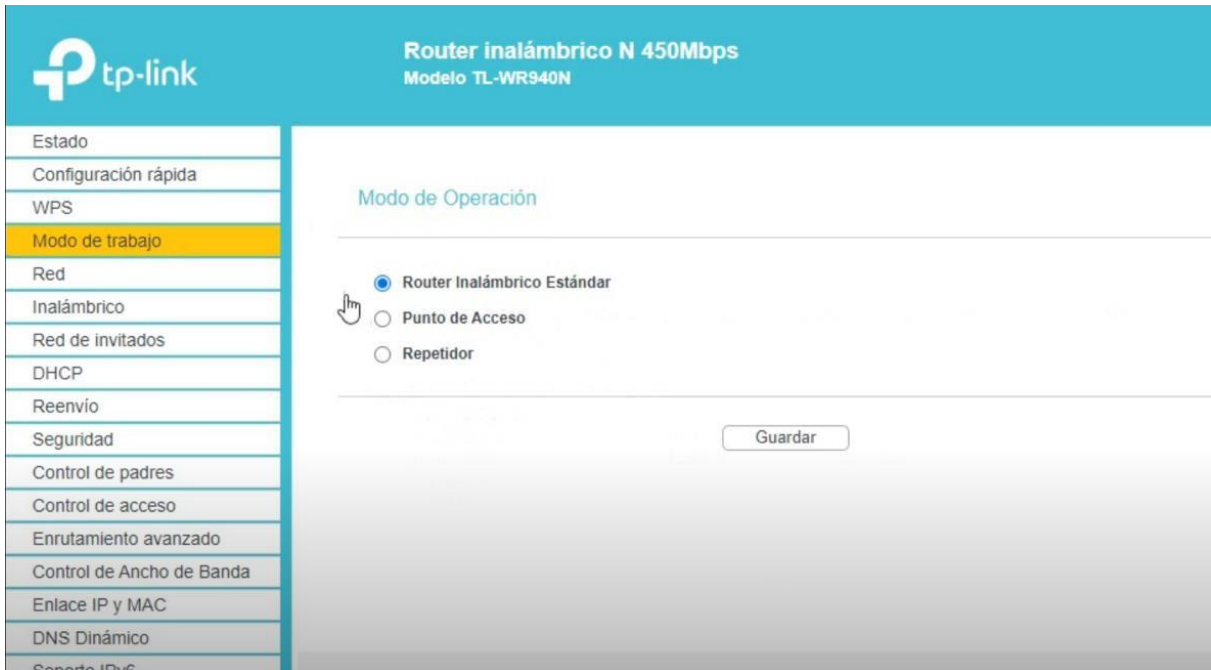 tp-link
Router inalámbrico N 450Mbps
Modelo TL-WR940N
Estado
Configuración rápida
WPS
Modo de trabajo
Red
Inalámbrico
Red de invitados
DHCP
Reenvío
Seguridad
Control de padres
Control de acceso
Enrutamiento avanzado
Control de Ancho de Banda
Enlace IP y MAC
DNS Dinámico
Soporte IPv6
Modo de Operación
Router Inalámbrico Estándar
Punto de Acceso
Repetidor
Guardar